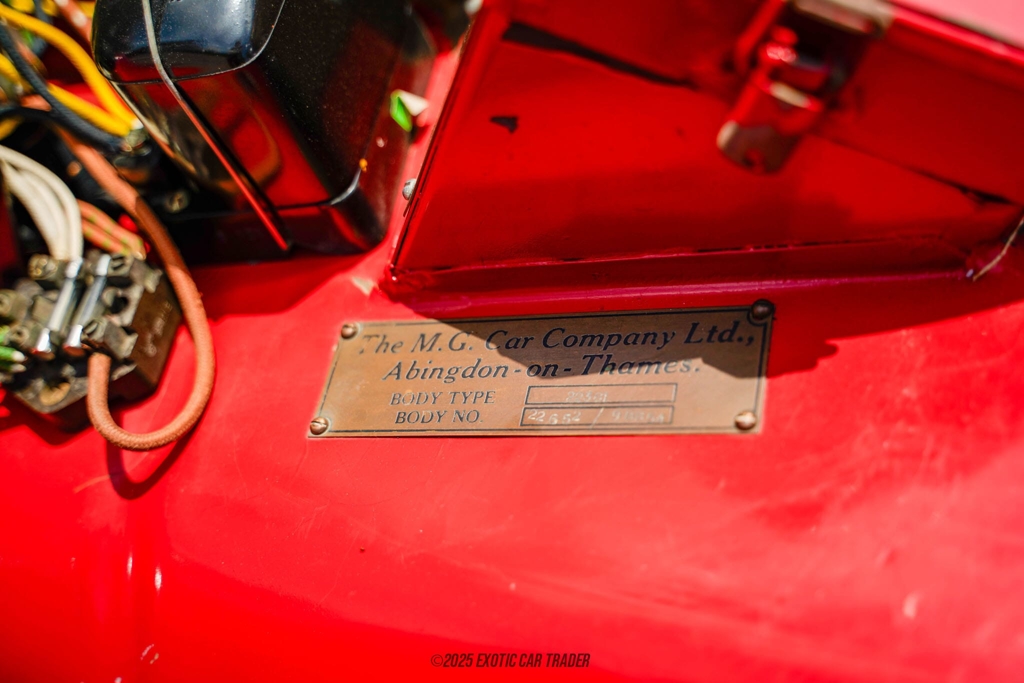 The M.G. Car Company Ltd.,
Abingdon-on-Thames.
BODY TYPE
BODY NO.
©2025 EXOTIC CAR TRADER